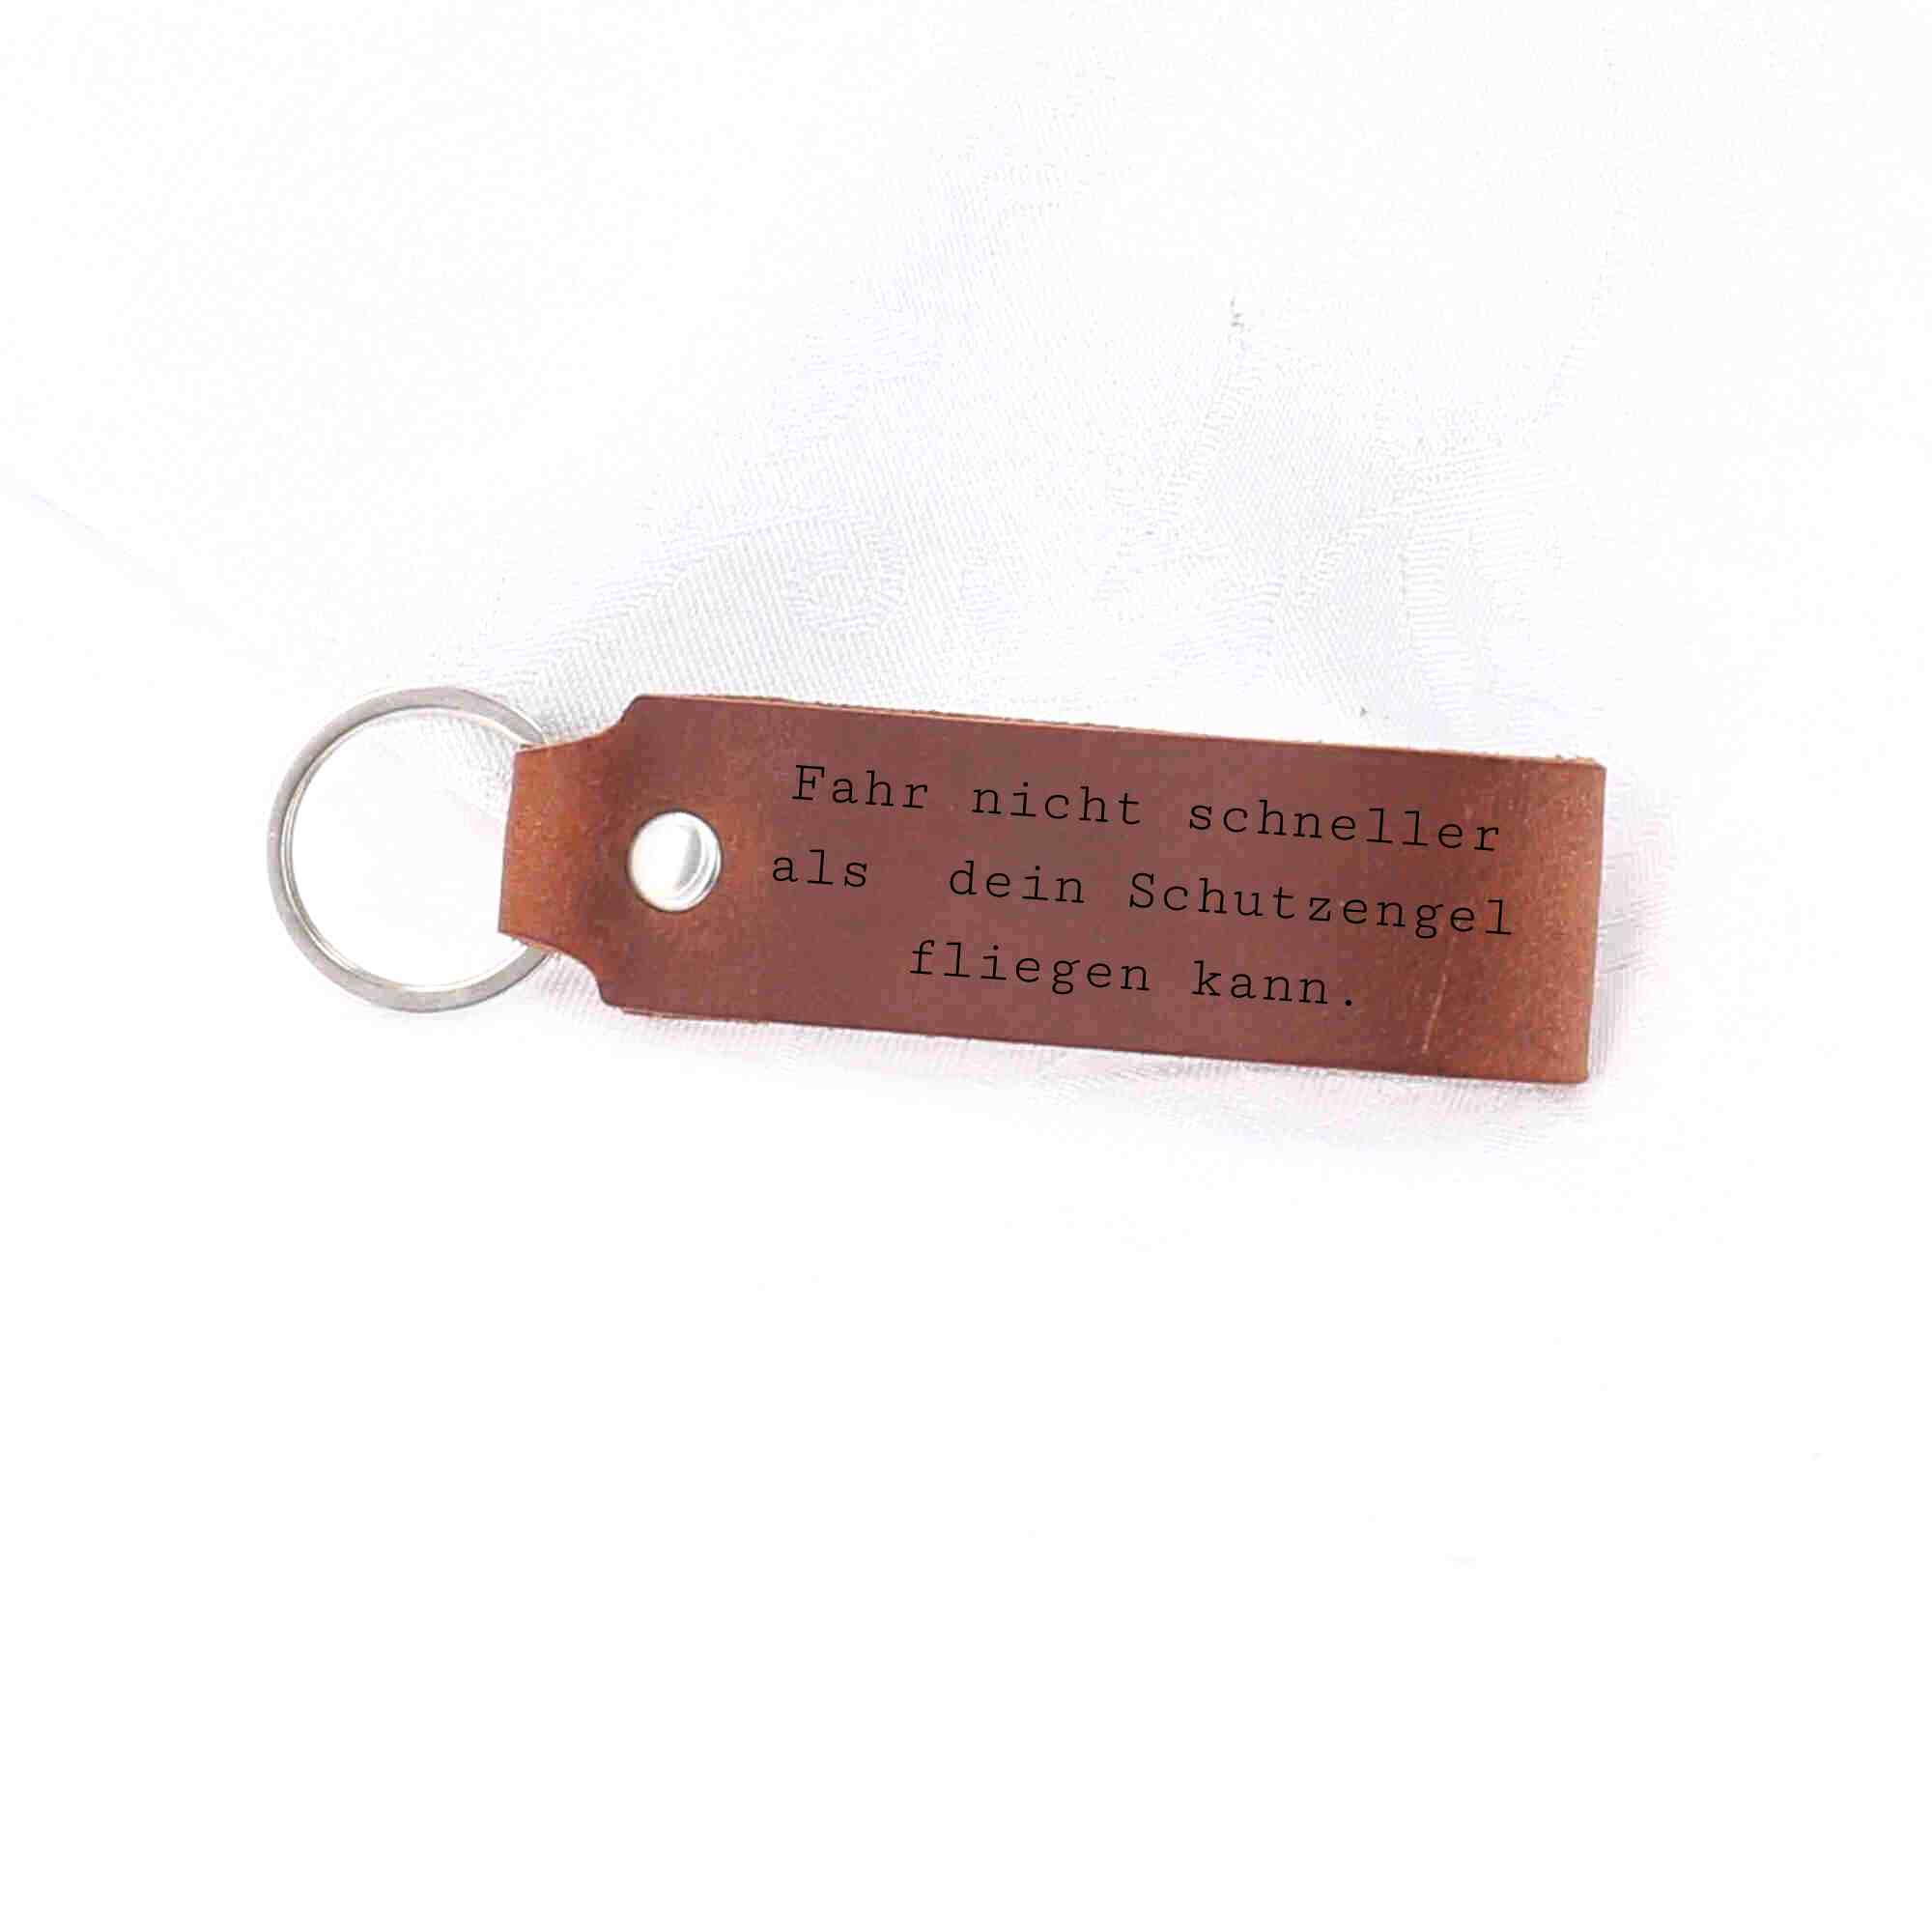 Fahr nicht schneller
als  dein Schutzengel
fliegen kann.